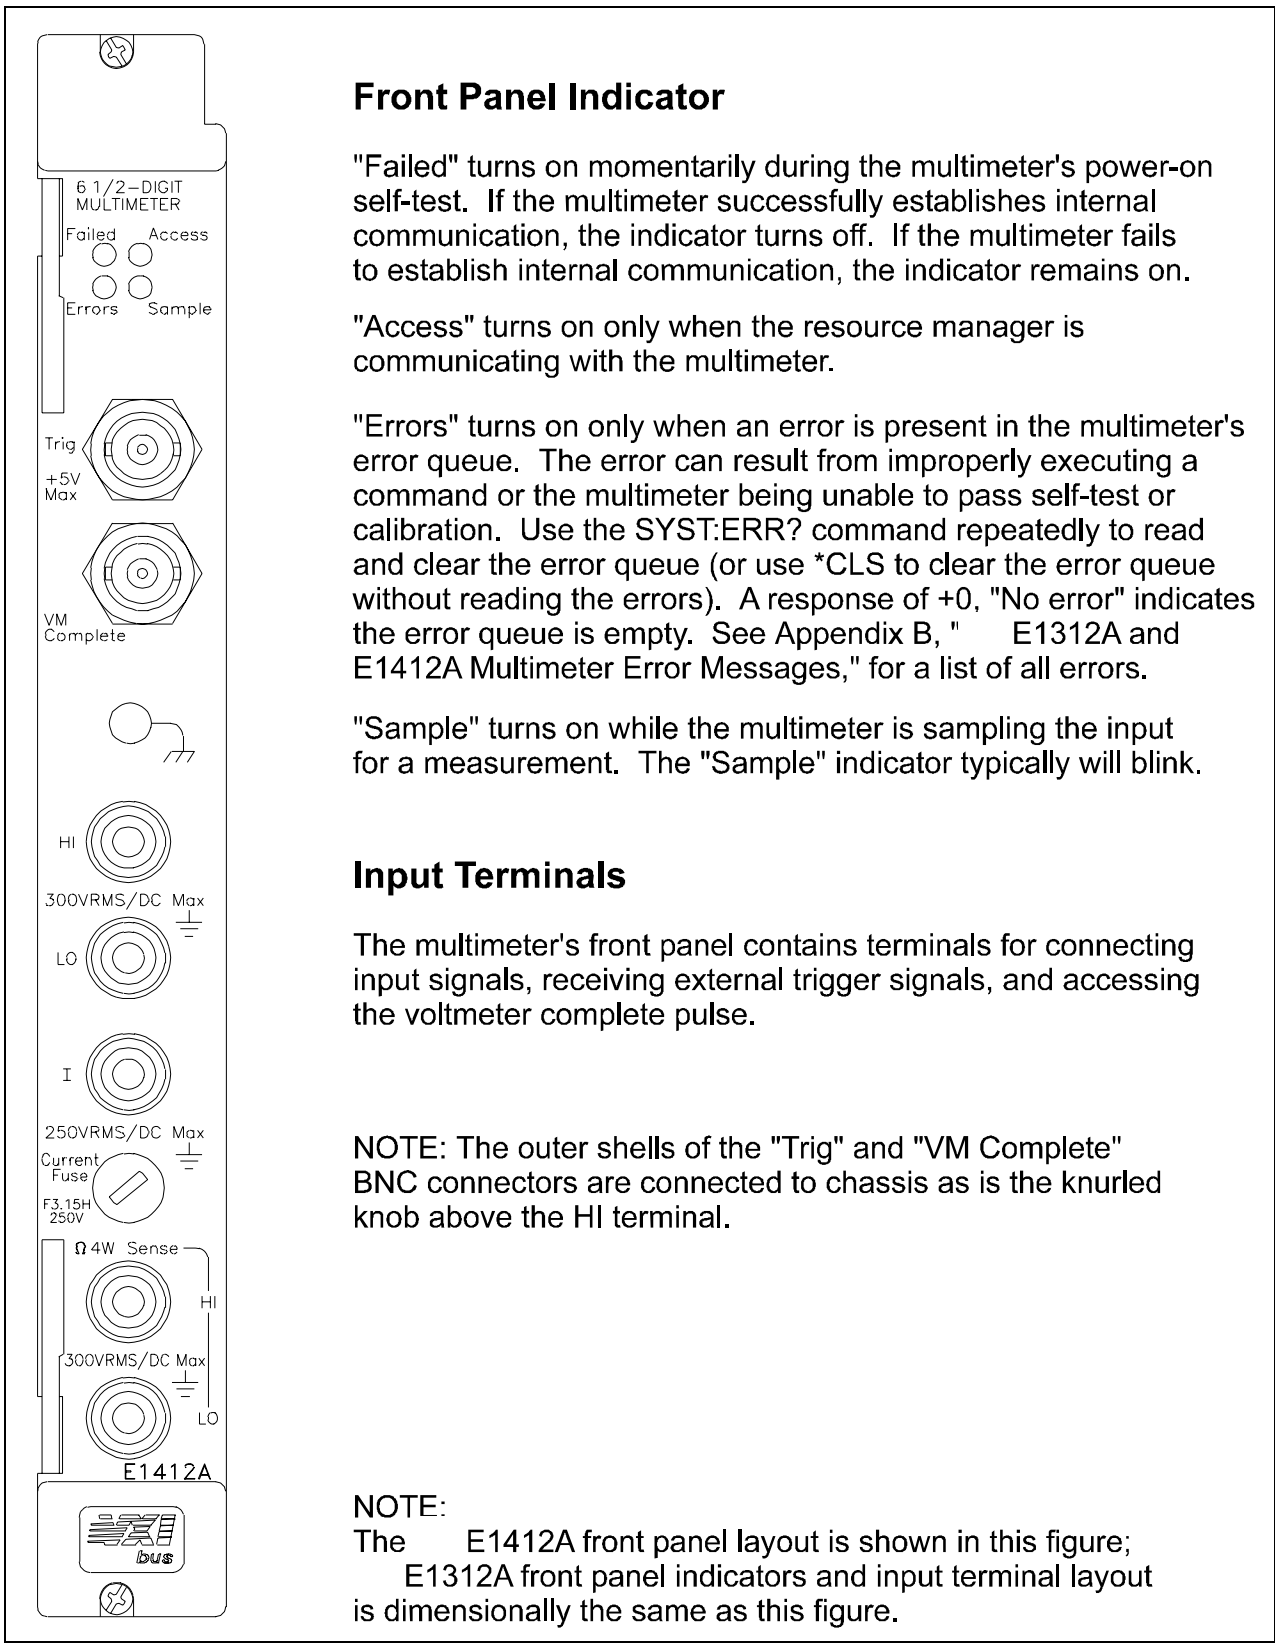 6 1/2-DIGIT
MULTIMETER
Failed Access
Errors Sample
Trig
+5V
Max
VM
Complete
HI
300VRMS/DC Max
LO
I
250VRMS/DC Max
Current
Fuse
F3.15H
250V
Ω 4W Sense
HI
300VRMS/DC Max
LO
E1412A
VXI
bus
Front Panel Indicator
"Failed" turns on momentarily during the multimeter's power-on
self-test. If the multimeter successfully establishes internal
communication, the indicator turns off. If the multimeter fails
to establish internal communication, the indicator remains on.
"Access" turns on only when the resource manager is
communicating with the multimeter.
"Errors" turns on only when an error is present in the multimeter's
error queue. The error can result from improperly executing a
command or the multimeter being unable to pass self-test or
calibration. Use the SYST:ERR? command repeatedly to read
and clear the error queue (or use *CLS to clear the error queue
without reading the errors). A response of +0, "No error" indicates
the error queue is empty. See Appendix B, " E1312A and
E1412A Multimeter Error Messages," for a list of all errors.
"Sample" turns on while the multimeter is sampling the input
for a measurement. The "Sample" indicator typically will blink.
Input Terminals
The multimeter's front panel contains terminals for connecting
input signals, receiving external trigger signals, and accessing
the voltmeter complete pulse.
NOTE: The outer shells of the "Trig" and "VM Complete"
BNC connectors are connected to chassis as is the knurled
knob above the HI terminal.
NOTE:
The E1412A front panel layout is shown in this figure;
E1312A front panel indicators and input terminal layout
is dimensionally the same as this figure.